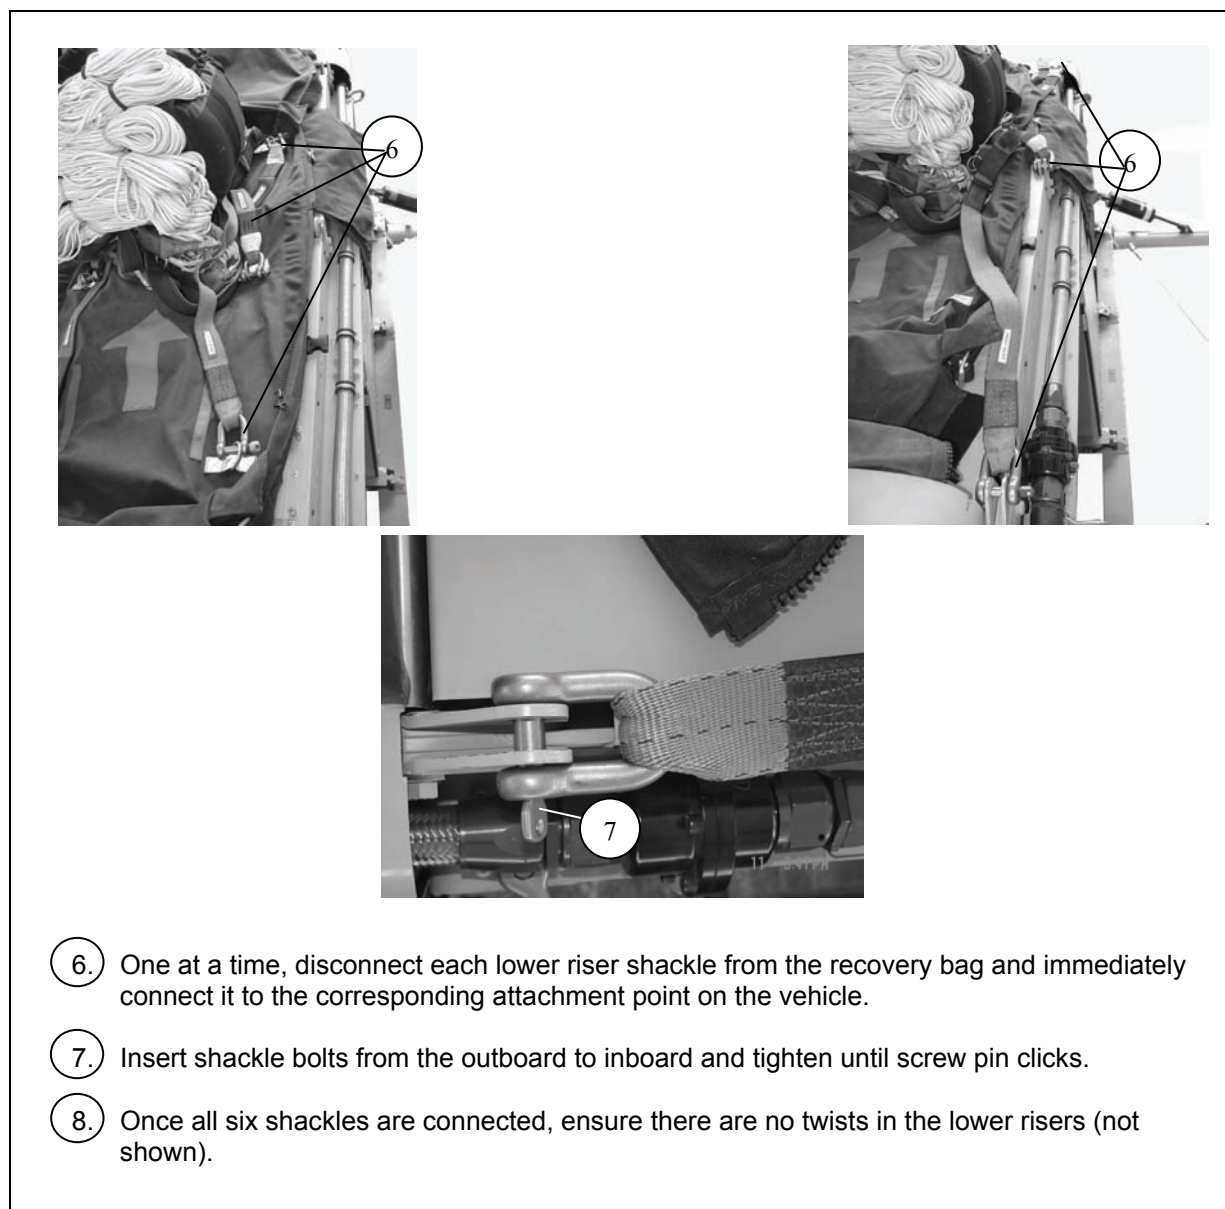 6
6
7
6. One at a time, disconnect each lower riser shackle from the recovery bag and immediately
connect it to the corresponding attachment point on the vehicle.
7. Insert shackle bolts from the outboard to inboard and tighten until screw pin clicks.
8. Once all six shackles are connected, ensure there are no twists in the lower risers (not
shown).